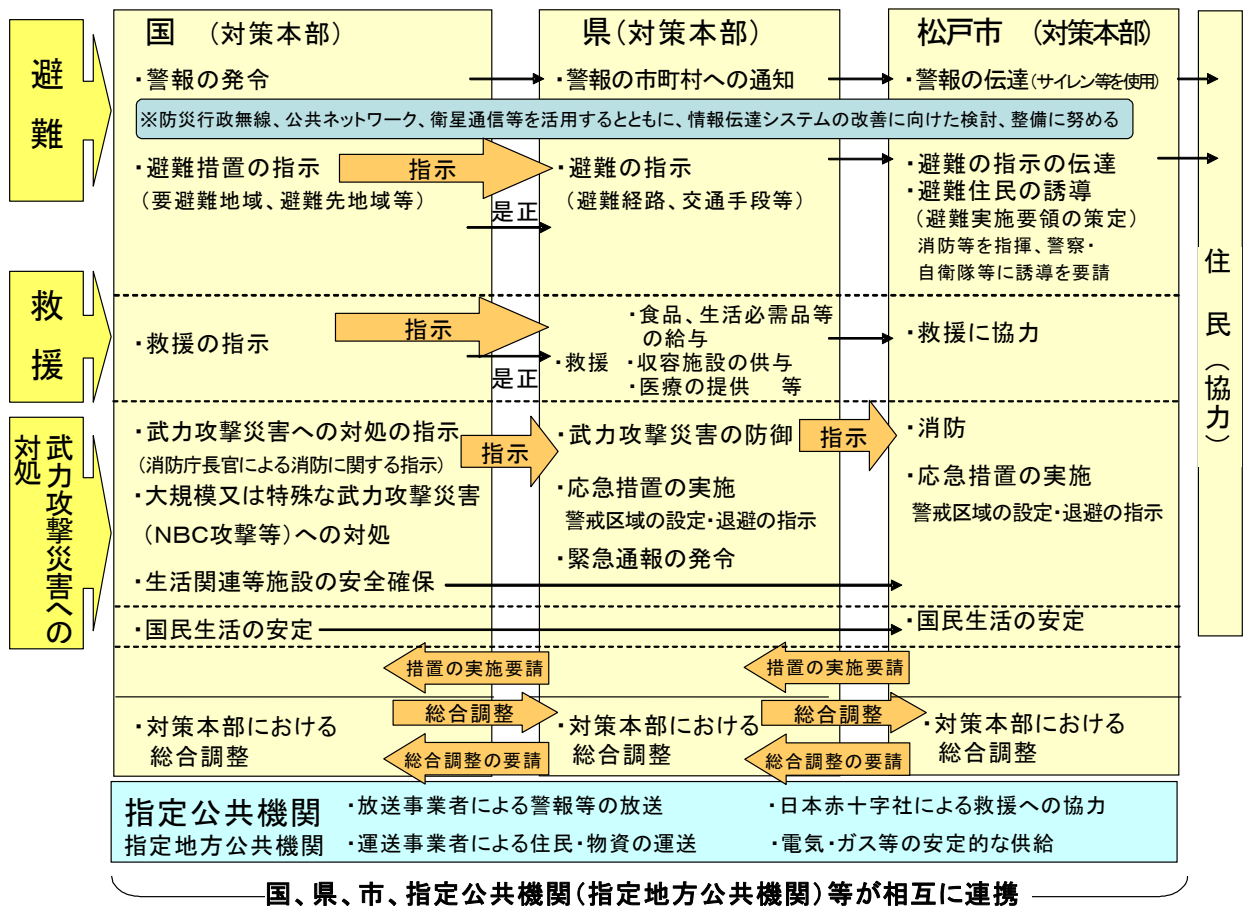 避難
国 (対策本部)
県(対策本部)
松戸市 (対策本部)
・警報の発令
・警報の市町村への通知
・警報の伝達(サイレン等を使用)
※防災行政無線、公共ネットワーク、衛星通信等を活用するとともに、情報伝達システムの改善に向けた検討、整備に努める
・避難措置の指示
(要避難地域、避難先地域等)
指示
是正
・避難の指示
(避難経路、交通手段等)
・避難の指示の伝達
・避難住民の誘導
(避難実施要領の策定)
消防等を指揮、警察・
自衛隊等に誘導を要請
住民(協力)
救援
・救援の指示
指示
是正
・救援
・食品、生活必需品等
の給与
・収容施設の供与
・医療の提供 等
・救援に協力
武力攻撃災害への
対処
・武力攻撃災害への対処の指示
(消防庁長官による消防に関する指示)
・大規模又は特殊な武力攻撃災害
(NBC攻撃等)への対処
・生活関連等施設の安全確保
指示
・武力攻撃災害の防御
・応急措置の実施
警戒区域の設定・退避の指示
・緊急通報の発令
指示
・消防
・応急措置の実施
警戒区域の設定・退避の指示
・国民生活の安定
・国民生活の安定
措置の実施要請
措置の実施要請
・対策本部における
総合調整
総合調整
総合調整の要請
・対策本部における
総合調整
総合調整
総合調整の要請
・対策本部における
総合調整
指定公共機関
指定地方公共機関
・放送事業者による警報等の放送
・日本赤十字社による救援への協力
・運送事業者による住民・物資の運送
・電気・ガス等の安定的な供給
国、県、市、指定公共機関(指定地方公共機関)等が相互に連携